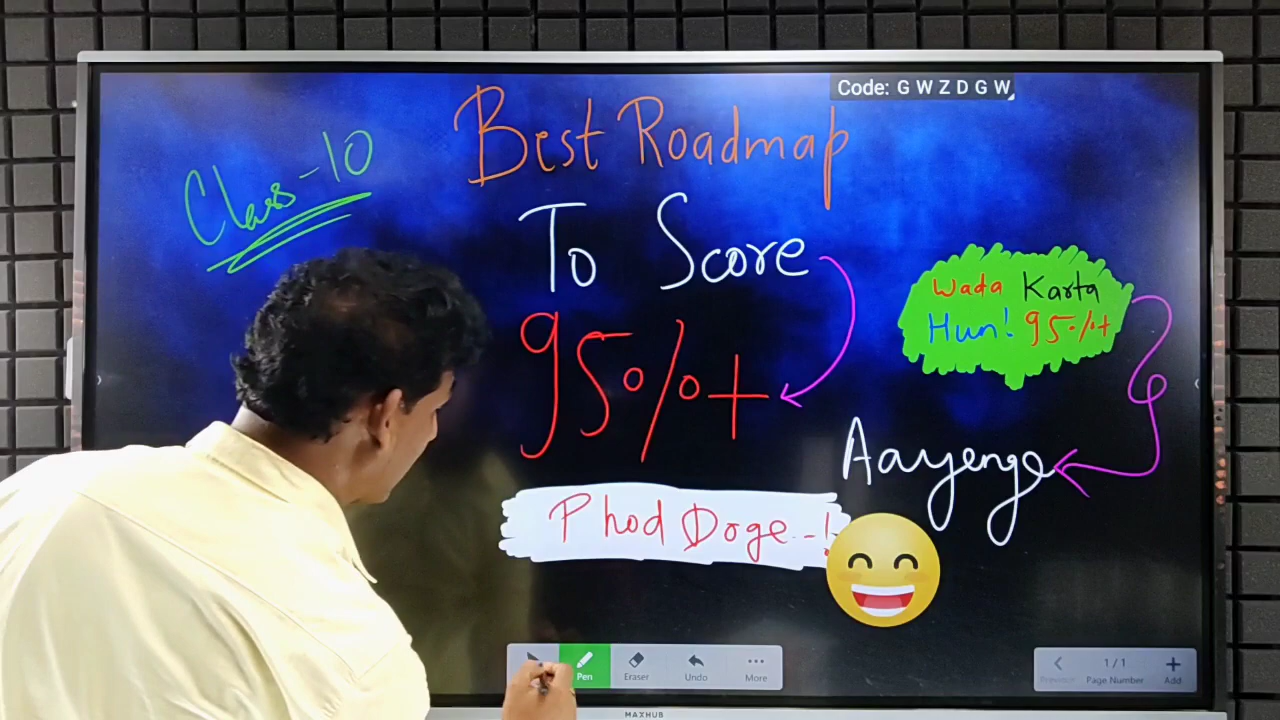 Code: G W Z D G W
Best Roadmap
Class-10
To Score
95%+
Wada Karta
Hun! 95%+
Aayenge
Phod Doge--!
Pen
Eraser
Undo
More
Previous
1/1
Page Number
Add
MAXHUB